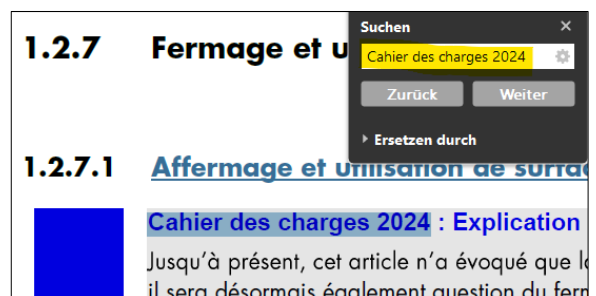 1.2.7 Fermage et u
Suchen
Cahier des charges 2024
Zurück Weiter
Ersetzen durch
1.2.7.1 Affermage et utilisation de surfa
Cahier des charges 2024 : Explication
Jusqu'à présent, cet article n'a évoqué que
il sera désormais également question du fer